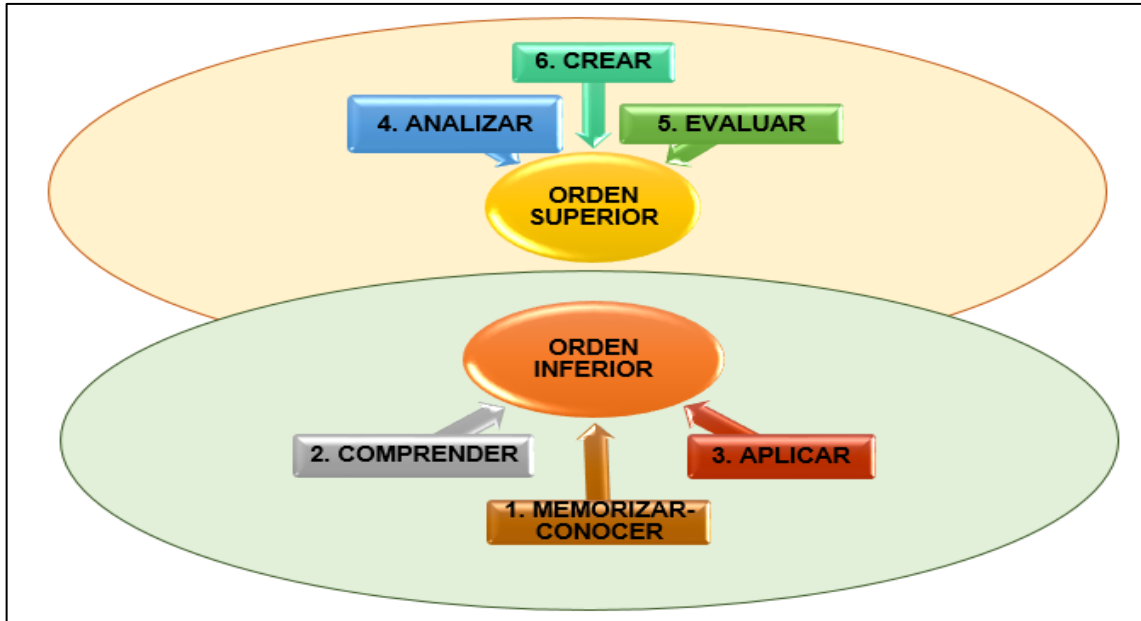 6. CREAR
4. ANALIZAR
5. EVALUAR
ORDEN
SUPERIOR
ORDEN
INFERIOR
2. COMPRENDER
3. APLICAR
1. MEMORIZAR-
CONOCER